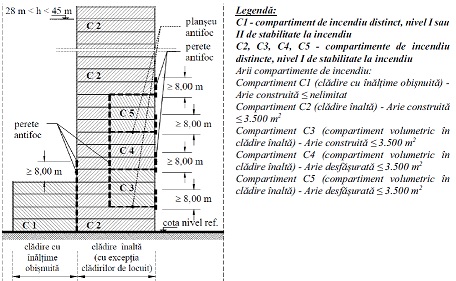 28 m < h < 45 m
C 2
planșeu
antifoc
perete
antifoc
C 2
≥ 8,00 m
C 5
≥ 8,00 m
perete
antifoc
C 4
≥ 8,00 m
≥ 8,00 m
C 3
≥ 8,00 m
C 1
C 2
cota nivel ref.
clădire cu
înălțime
obișnuită
clădire înaltă
(cu excepția
clădirilor de locuit)
Legendă:
C1 - compartiment de incendiu distinct, nivel I sau
II de stabilitate la incendiu
C2, C3, C4, C5 - compartimente de incendiu
distincte, nivel I de stabilitate la incendiu
Arii compartimente de incendiu:
Compartiment C1 (clădire cu înălțime obișnuită) -
Arie construită ≤ nelimitat
Compartiment C2 (clădire înaltă) - Arie construită
≤ 3.500 m²
Compartiment C3 (compartiment volumetric în
clădire înaltă) - Arie construită ≤ 3.500 m²
Compartiment C4 (compartiment volumetric în
clădire înaltă) - Arie desfășurată ≤ 3.500 m²
Compartiment C5 (compartiment volumetric în
clădire înaltă) - Arie desfășurată ≤ 3.500 m²